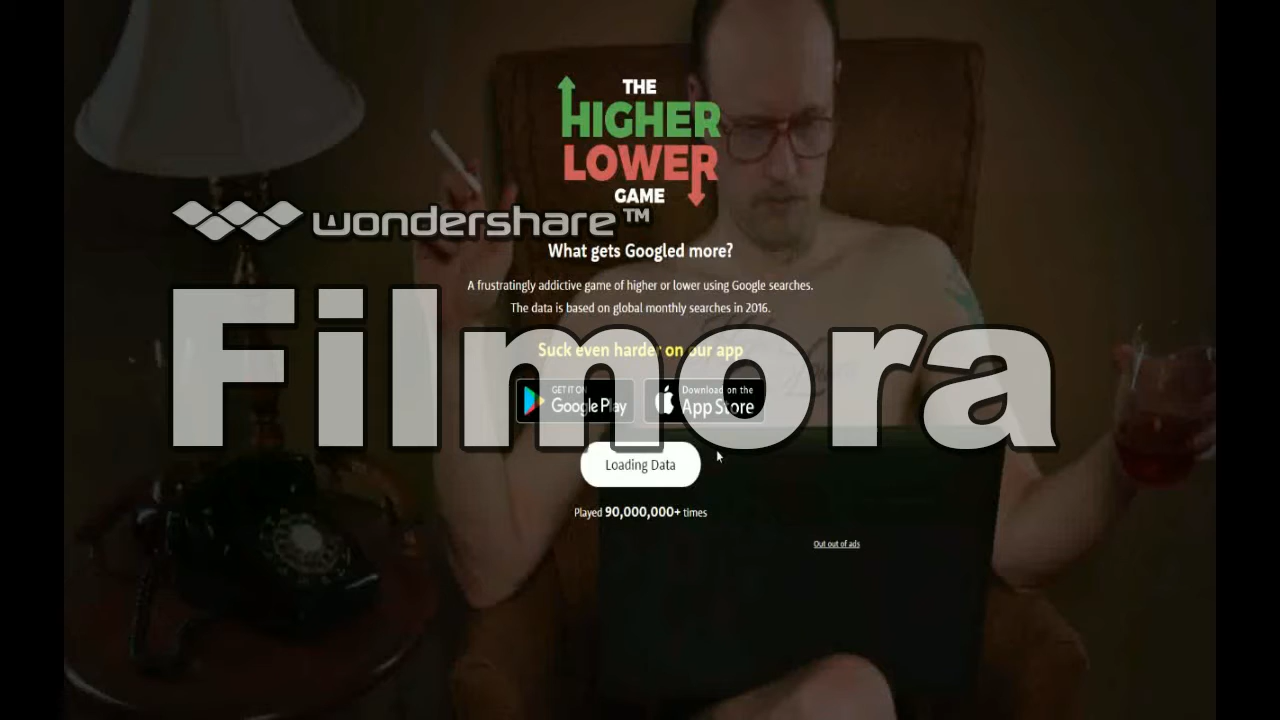 THE
HIGHER
LOWER
GAME
wondershare™
What gets Googled more?
A frustratingly addictive game of higher or lower using Google searches.
The data is based on global monthly searches in 2016.
Filmora
Suck even harder on our app
GET IT ON
Google Play
Download on the
App Store
Loading Data
Played 90,000,000+ times
Out out of ads